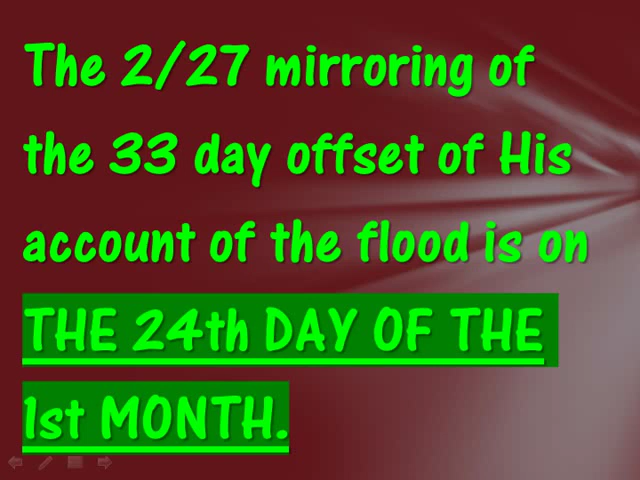 The 2/27 mirroring of
the 33 day offset of His
account of the flood is on
THE 24th DAY OF THE
1st MONTH.